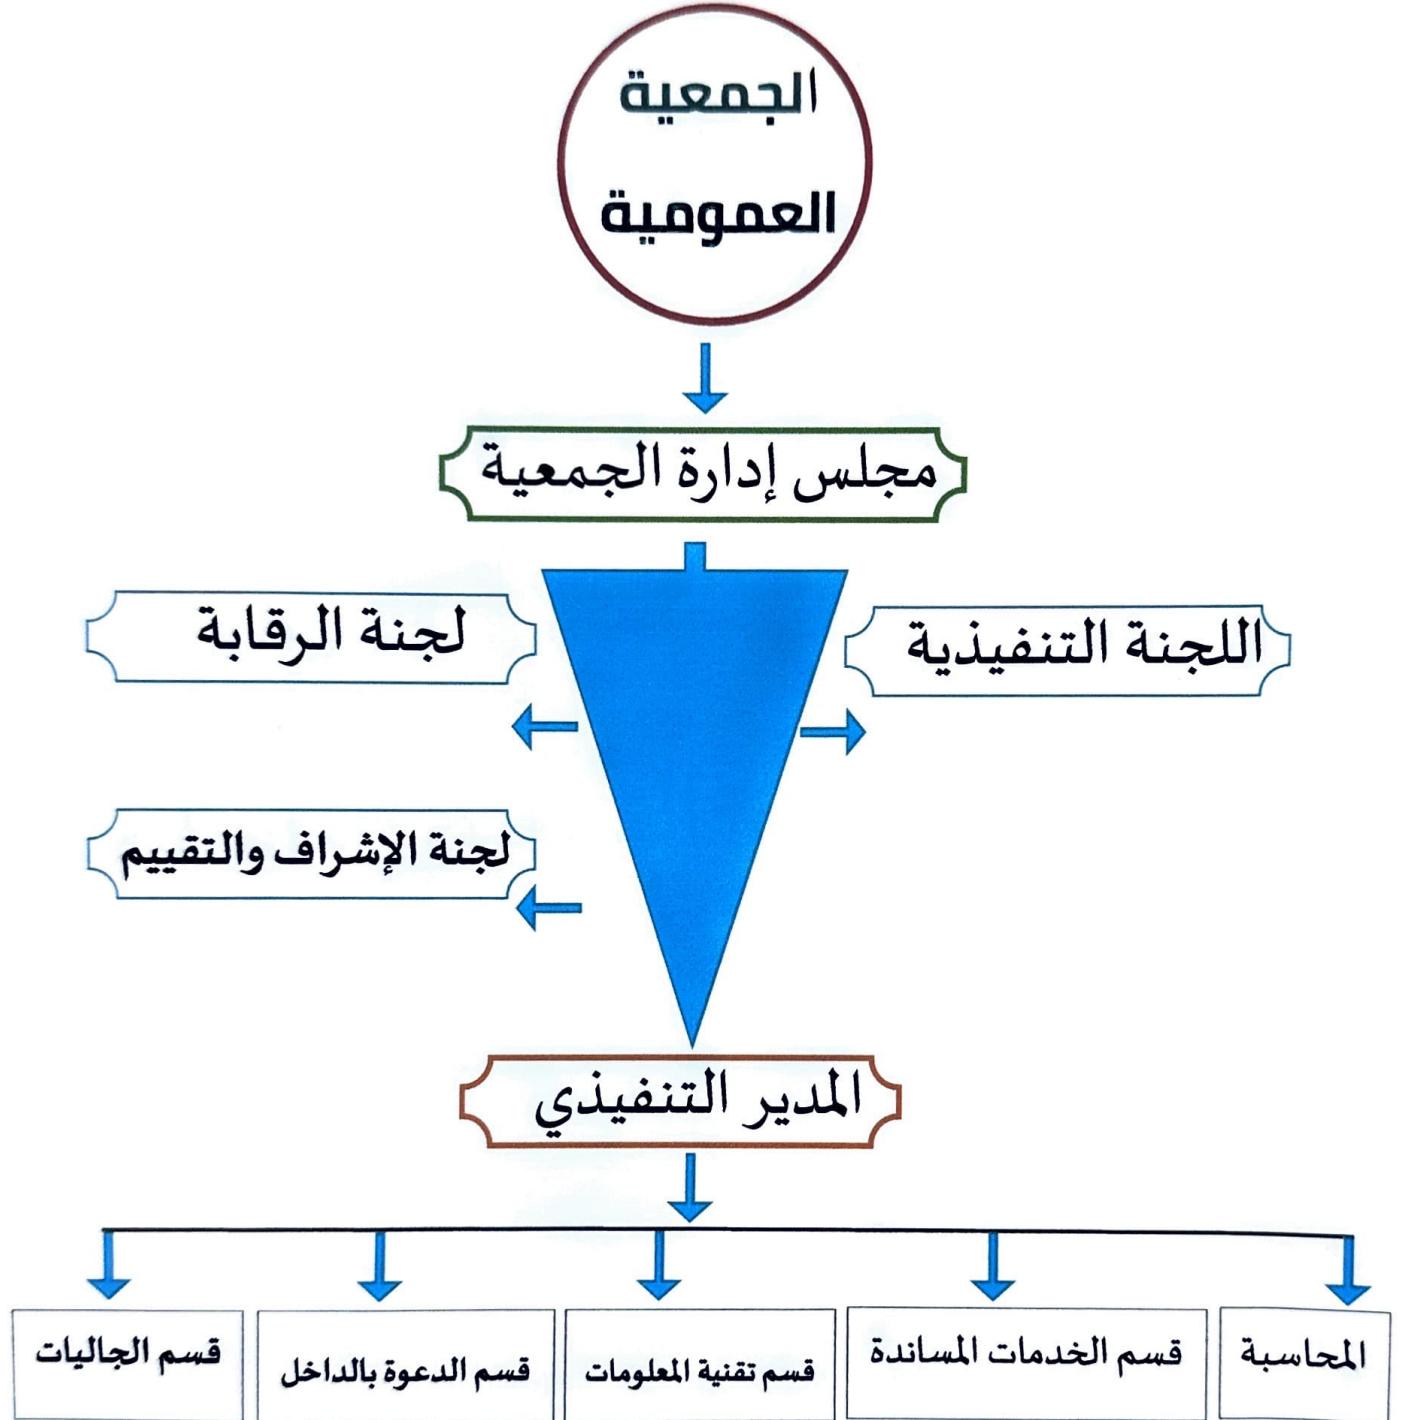 الجمعية
العمومية
مجلس إدارة الجمعية
اللجنة التنفيذية
لجنة الرقابة
لجنة الإشراف والتقييم
المدير التنفيذي
المحاسبة
قسم الخدمات المساندة
قسم تقنية المعلومات
قسم الدعوة بالداخل
قسم الجاليات